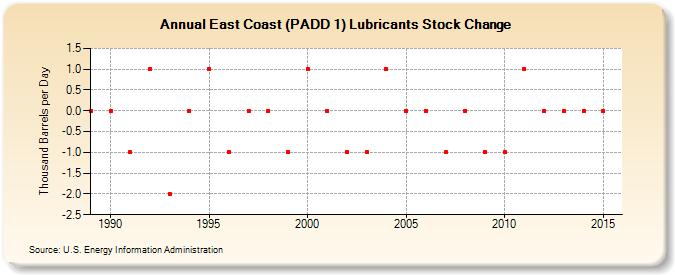 Annual East Coast (PADD 1) Lubricants Stock Change
Thousand Barrels per Day
1.5
1.0
0.5
0.0
-0.5
-1.0
-1.5
-2.0
-2.5
1990 1995 2000 2005 2010 2015
Source: U.S. Energy Information Administration